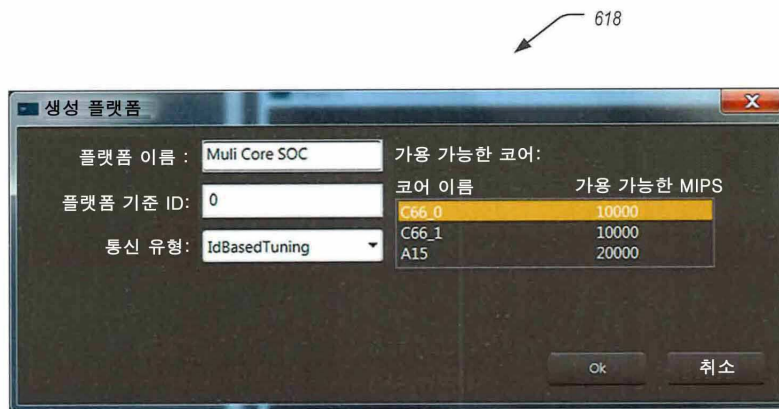 618
생성 플랫폼
플랫폼 이름 : Muli Core SOC
플랫폼 기준 ID: 0
통신 유형: IdBasedTuning
가용 가능한 코어:
코어 이름 가용 가능한 MIPS
C66_0 10000
C66_1 10000
A15 20000
Ok 취소